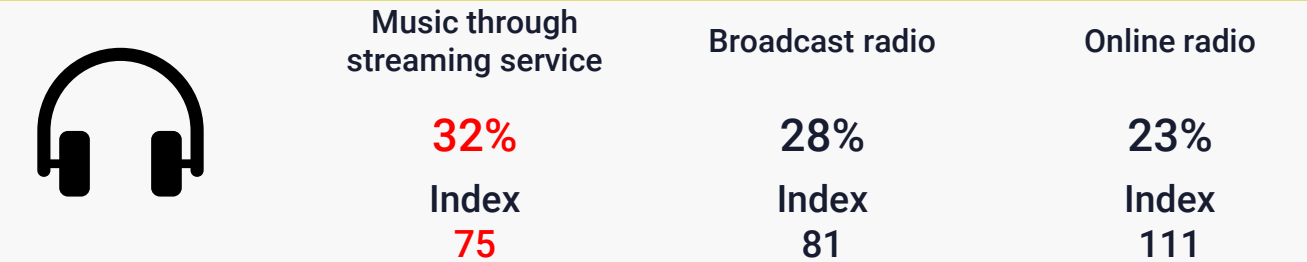 Music through
streaming service
Broadcast radio
Online radio
32%
28%
23%
Index
Index
Index
75
81
111